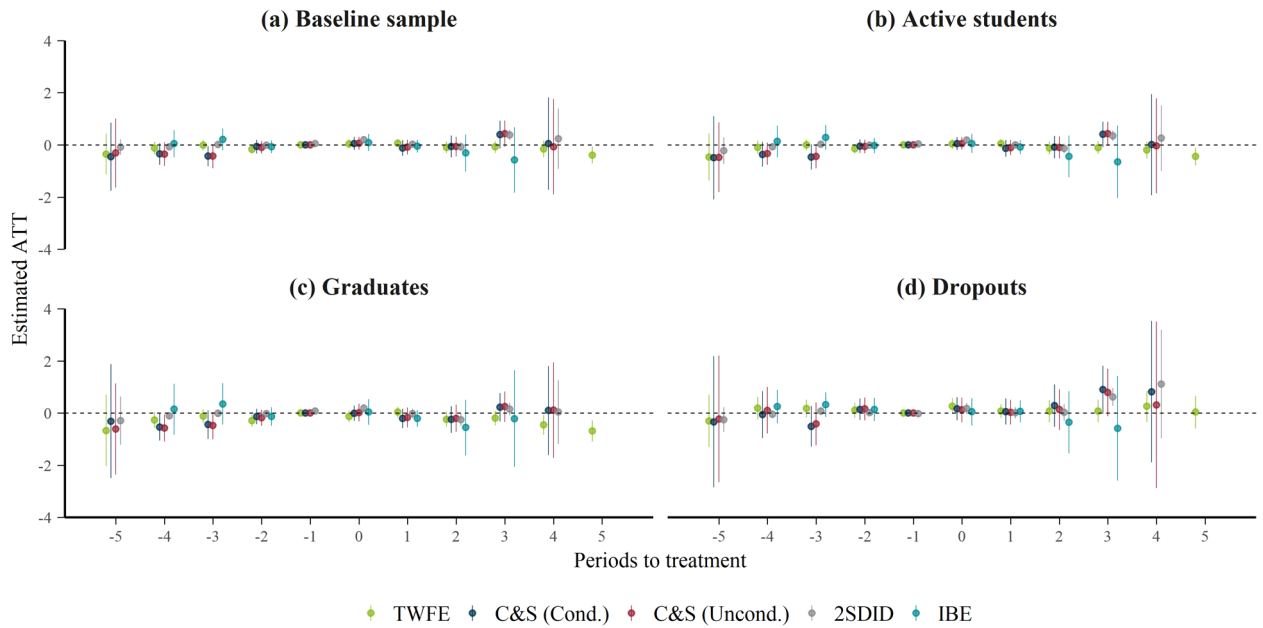 (a) Baseline sample
(b) Active students
4
2
0
-2
-4
Estimated ATT
(c) Graduates
(d) Dropouts
4
2
0
-2
-4
-5 -4 -3 -2 -1 0 1 2 3 4 5
-5 -4 -3 -2 -1 0 1 2 3 4 5
Periods to treatment
TWFE C&S (Cond.) C&S (Uncond.) 2SDID IBE